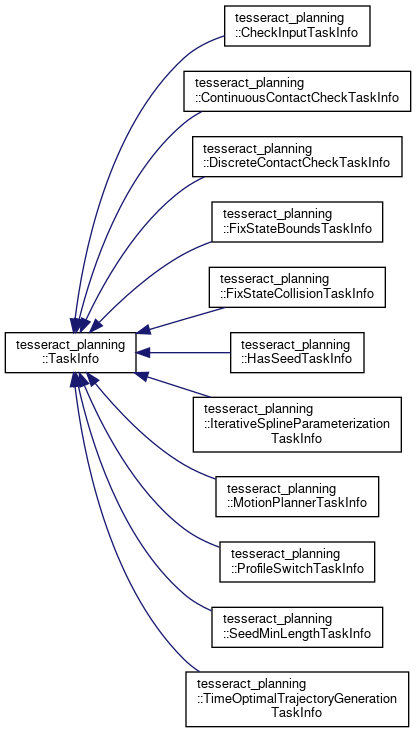 tesseract_planning
::CheckInputTaskInfo
tesseract_planning
::ContinuousContactCheckTaskInfo
tesseract_planning
::DiscreteContactCheckTaskInfo
tesseract_planning
::FixStateBoundsTaskInfo
tesseract_planning
::FixStateCollisionTaskInfo
tesseract_planning
::TaskInfo
tesseract_planning
::HasSeedTaskInfo
tesseract_planning
::IterativeSplineParameterization
TaskInfo
tesseract_planning
::MotionPlannerTaskInfo
tesseract_planning
::ProfileSwitchTaskInfo
tesseract_planning
::SeedMinLengthTaskInfo
tesseract_planning
::TimeOptimalTrajectoryGeneration
TaskInfo